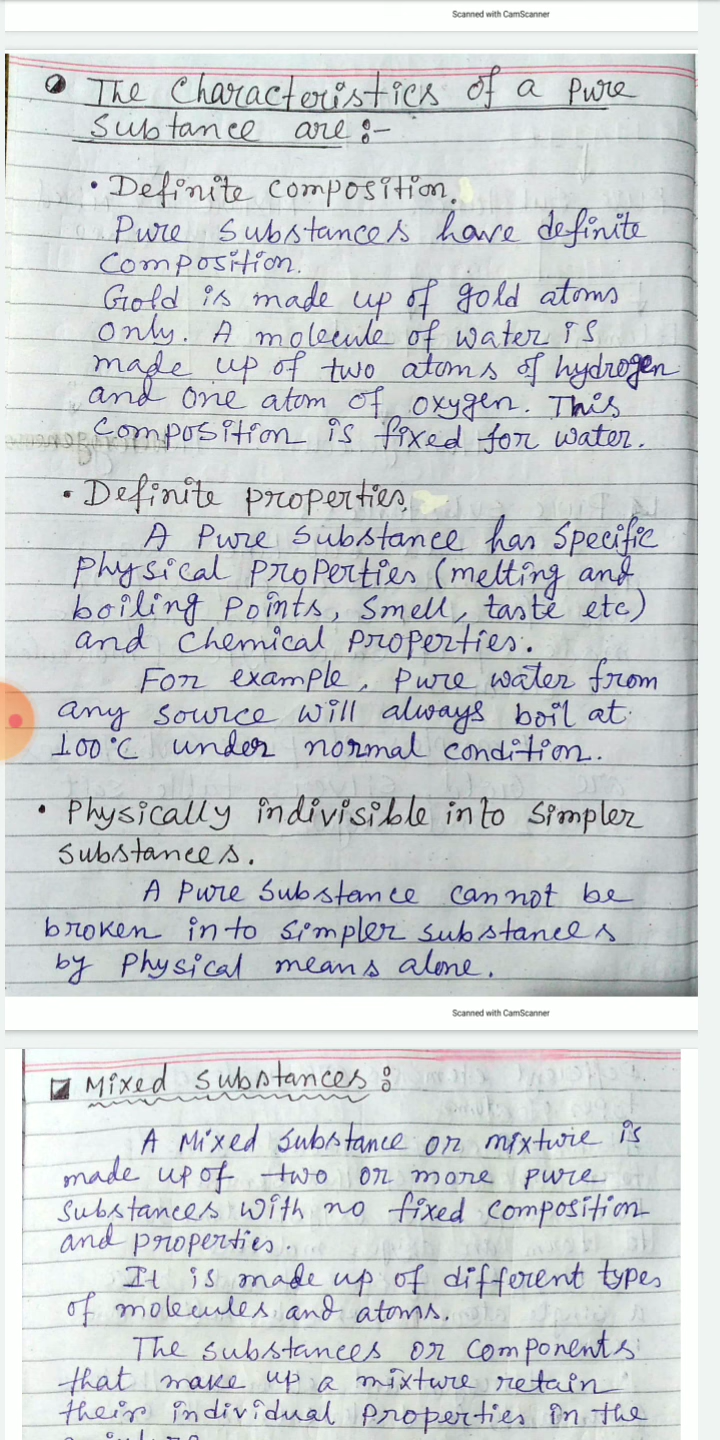 Scanned with CamScanner
The Characteristics of a pure
Substance are :-
• Definite composition.
Pure substances have definite
composition.
Gold is made up of gold atoms
only. A molecule of water is
made up of two atoms of hydrogen
and one atom of oxygen. This
composition is fixed for water.
• Definite properties.
A pure substance has specific
physical properties (melting and
boiling points, smell, taste etc)
and chemical properties.
For example, pure water from
any source will always boil at
100°C under normal condition.
• Physically indivisible into simpler
substances.
A pure substance cannot be
broken into simpler substances
by physical means alone.
Scanned with CamScanner
Mixed substances :
A Mixed substance or mixture is
made up of two or more pure
substances with no fixed composition
and properties.
It is made up of different types
of molecules and atoms.
The substances or components
that make up a mixture retain
their individual properties in the